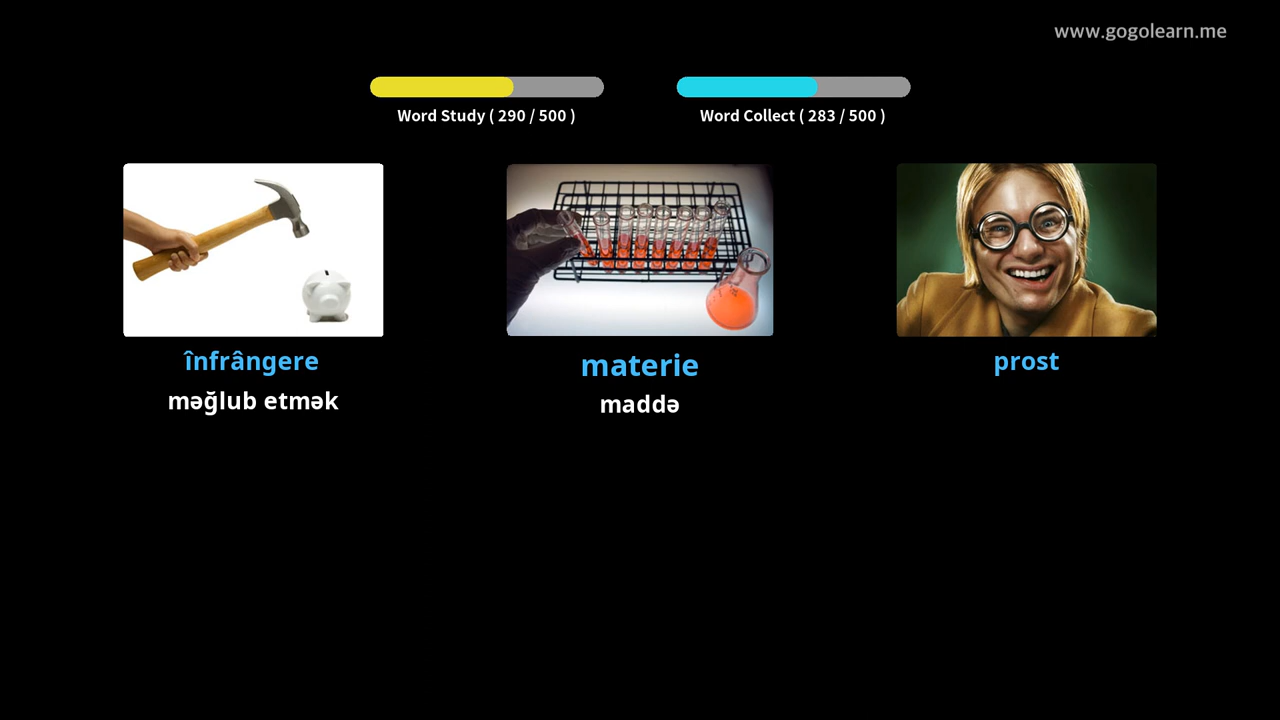 www.gogolearn.me
Word Study ( 290 / 500 )
Word Collect ( 283 / 500 )
înfrângere
məğlub etmək
materie
maddə
prost